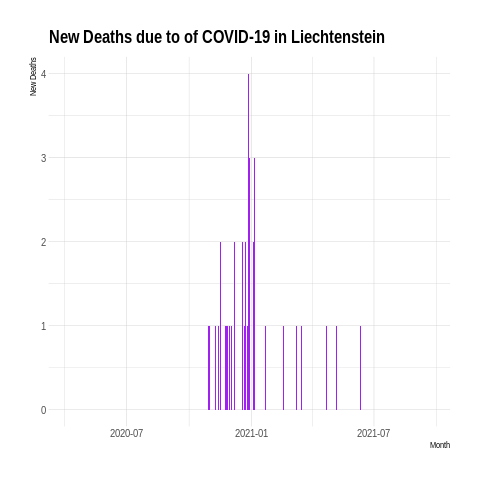 New Deaths due to of COVID-19 in Liechtenstein
New Deaths
4
3
2
1
0
2020-07 2021-01 2021-07
Month